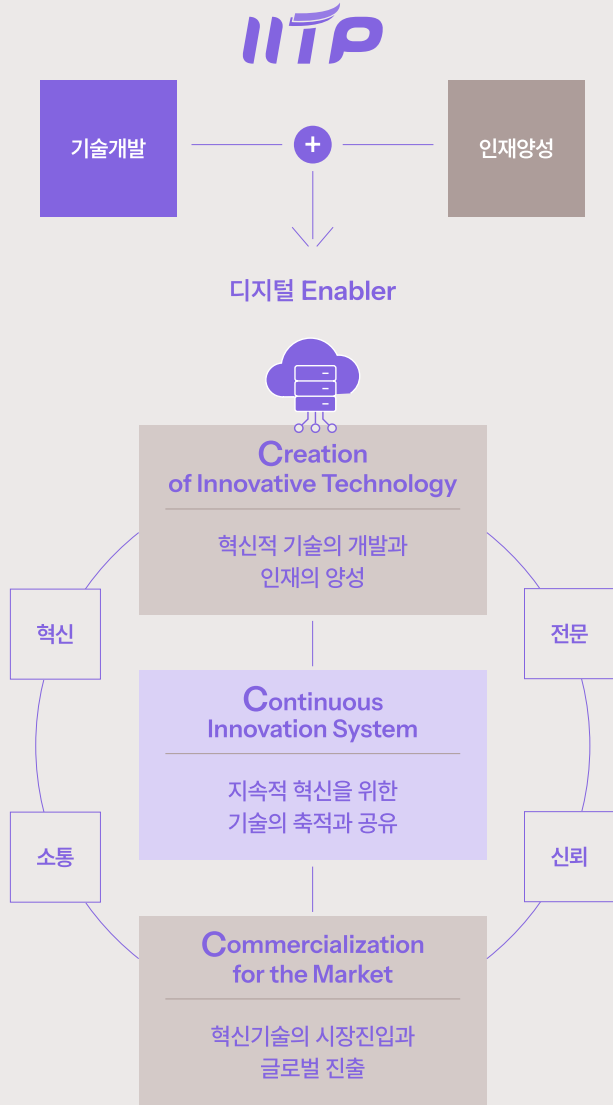 IITP
기술개발
+
인재양성
디지털 Enabler
Creation
of Innovative Technology
혁신적 기술의 개발과
인재의 양성
혁신
전문
Continuous
Innovation System
지속적 혁신을 위한
기술의 축적과 공유
소통
신뢰
Commercialization
for the Market
혁신기술의 시장진입과
글로벌 진출